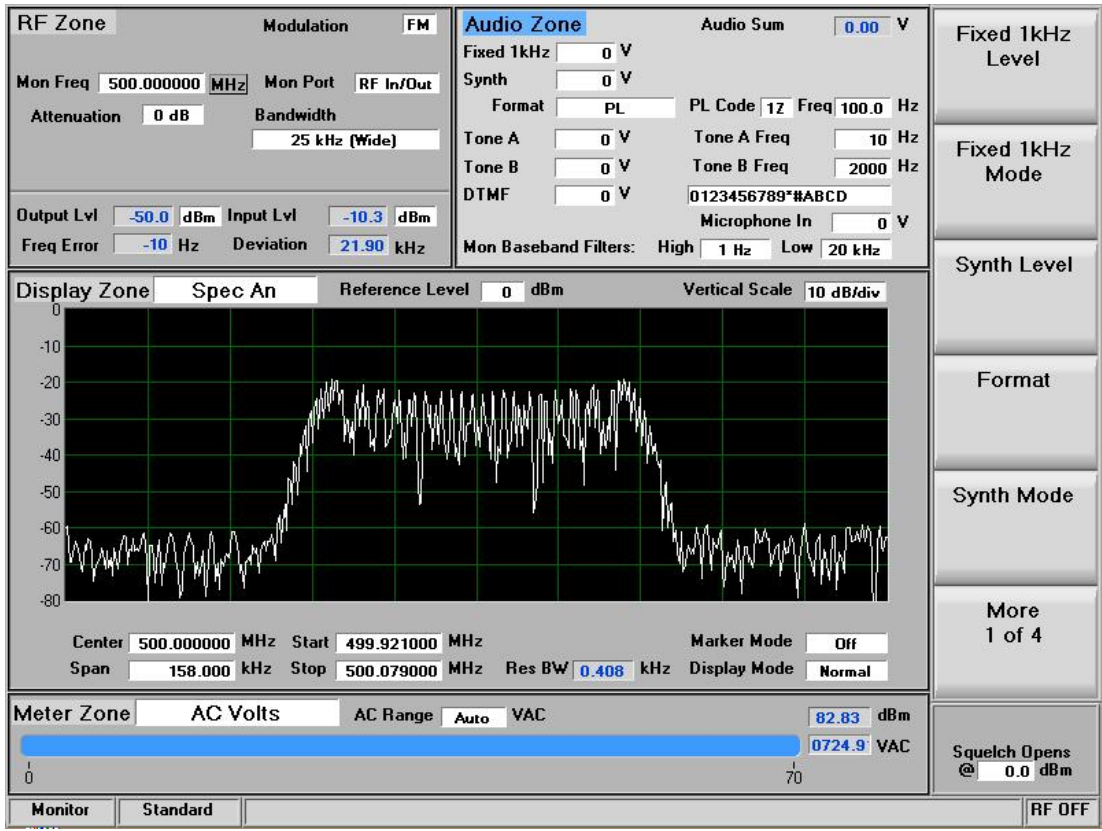 RF Zone Modulation FM
Mon Freq 500.000000 MHz Mon Port RF In/Out
Attenuation 0 dB Bandwidth
25 kHz (Wide)
Output Lvl -50.0 dBm Input Lvl -10.3 dBm
Freq Error -10 Hz Deviation 21.90 kHz
Audio Zone Audio Sum 0.00 V
Fixed 1kHz 0 V
Synth 0 V
Format PL PL Code 1Z Freq 100.0 Hz
Tone A 0 V Tone A Freq 10 Hz
Tone B 0 V Tone B Freq 2000 Hz
DTMF 0 V 0123456789*#ABCD
Microphone In 0 V
Mon Baseband Filters: High 1 Hz Low 20 kHz
Display Zone Spec An Reference Level 0 dBm Vertical Scale 10 dB/div
0
-10
-20
-30
-40
-50
-60
-70
-80
Center 500.000000 MHz Start 499.921000 MHz Marker Mode Off
Span 158.000 kHz Stop 500.079000 MHz Res BW 0.408 kHz Display Mode Normal
Meter Zone AC Volts AC Range Auto VAC 82.83 dBm
0724.9 VAC
0 70
Monitor Standard RF OFF
Fixed 1kHz
Level
Fixed 1kHz
Mode
Synth Level
Format
Synth Mode
More
1 of 4
Squelch Opens
@ 0.0 dBm